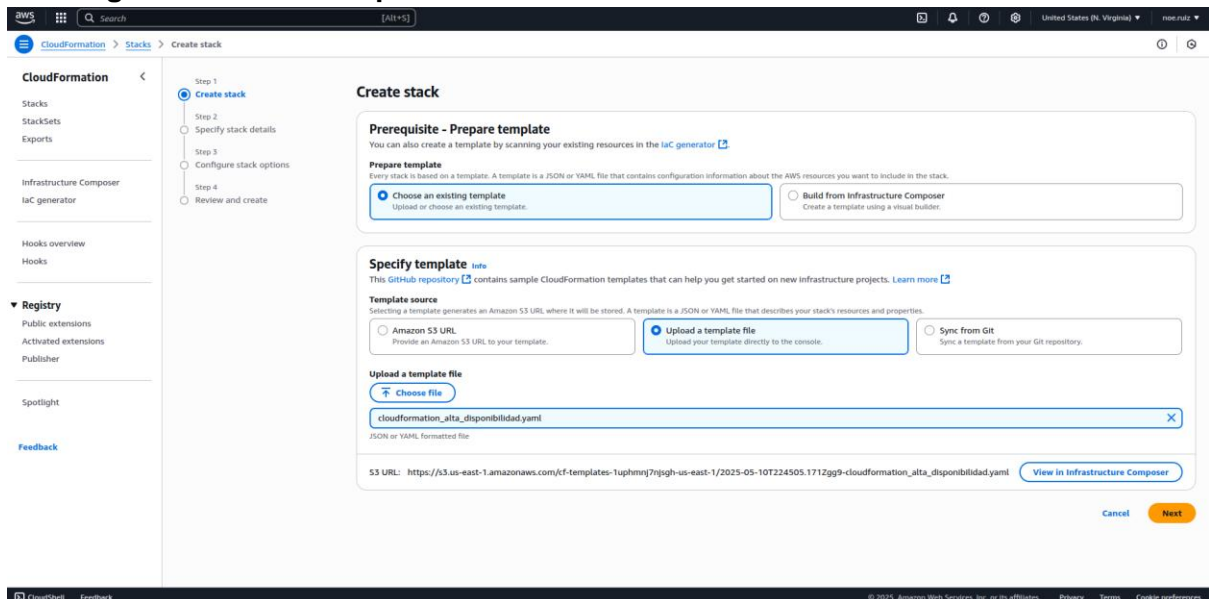 aws
Search
[Alt+S]
United States (N. Virginia) ▼
noe.ruiz ▼
CloudFormation > Stacks > Create stack
CloudFormation
Stacks
StackSets
Exports
Infrastructure Composer
IaC generator
Hooks overview
Hooks
▼ Registry
Public extensions
Activated extensions
Publisher
Spotlight
Feedback
Step 1
Create stack
Step 2
Specify stack details
Step 3
Configure stack options
Step 4
Review and create
Create stack
Prerequisite - Prepare template
You can also create a template by scanning your existing resources in the IaC generator.
Prepare template
Every stack is based on a template. A template is a JSON or YAML file that contains configuration information about the AWS resources you want to include in the stack.
Choose an existing template
Upload or choose an existing template.
Build from Infrastructure Composer
Create a template using a visual builder.
Specify template Info
This GitHub repository contains sample CloudFormation templates that can help you get started on new infrastructure projects. Learn more
Template source
Selecting a template generates an Amazon S3 URL where it will be stored. A template is a JSON or YAML file that describes your stack's resources and properties.
Amazon S3 URL
Provide an Amazon S3 URL to your template.
Upload a template file
Upload your template directly to the console.
Sync from Git
Sync a template from your Git repository.
Upload a template file
Choose file
cloudformation_alta_disponibilidad.yaml
JSON or YAML formatted file
S3 URL: https://s3.us-east-1.amazonaws.com/cf-templates-1uphmnj7njsgh-us-east-1/2025-05-10T224505.171Zgg9-cloudformation_alta_disponibilidad.yaml
View in Infrastructure Composer
Cancel
Next
CloudShell Feedback
© 2025, Amazon Web Services, Inc. or its affiliates. Privacy Terms Cookie preferences